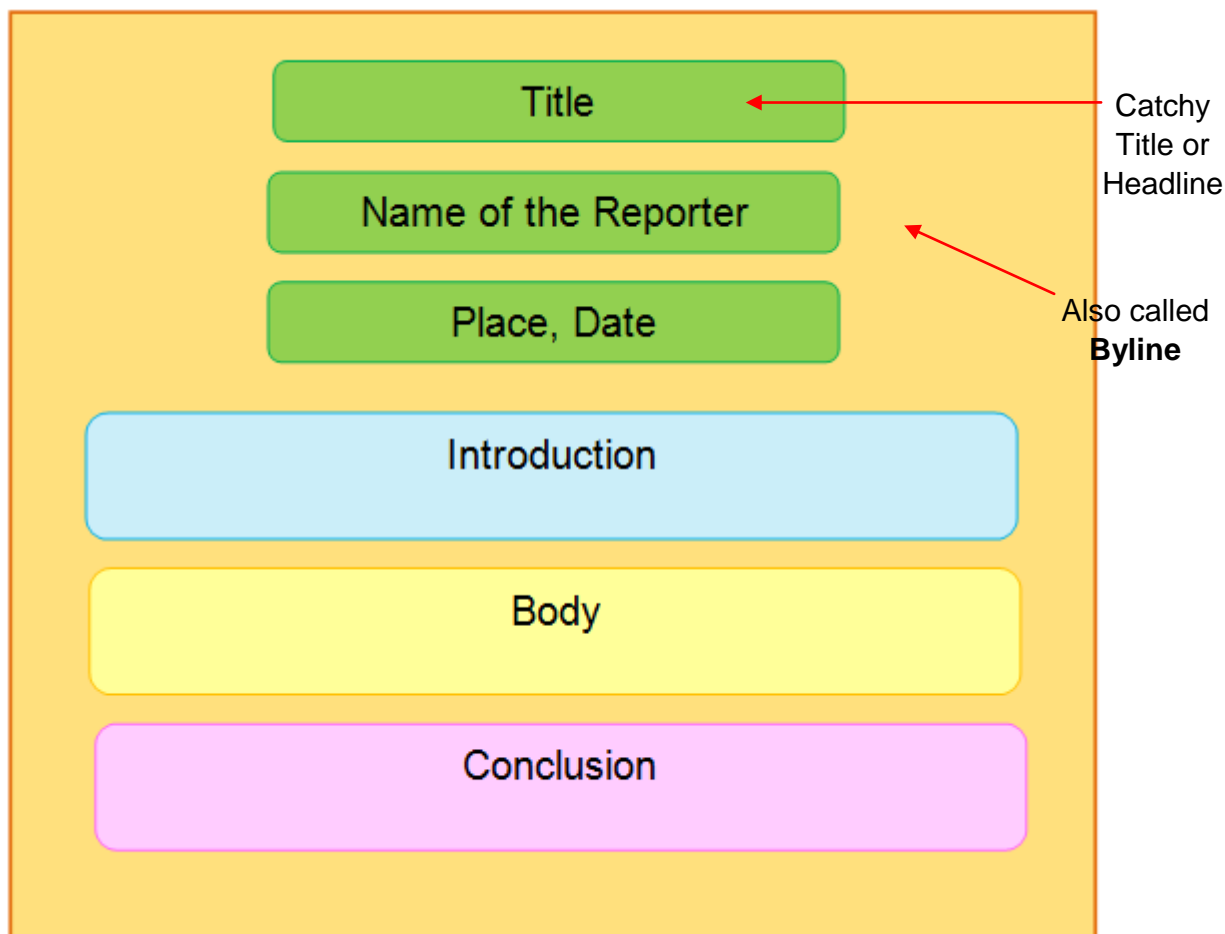 Title
Catchy
Title or
Headline
Name of the Reporter
Also called
Byline
Place, Date
Introduction
Body
Conclusion